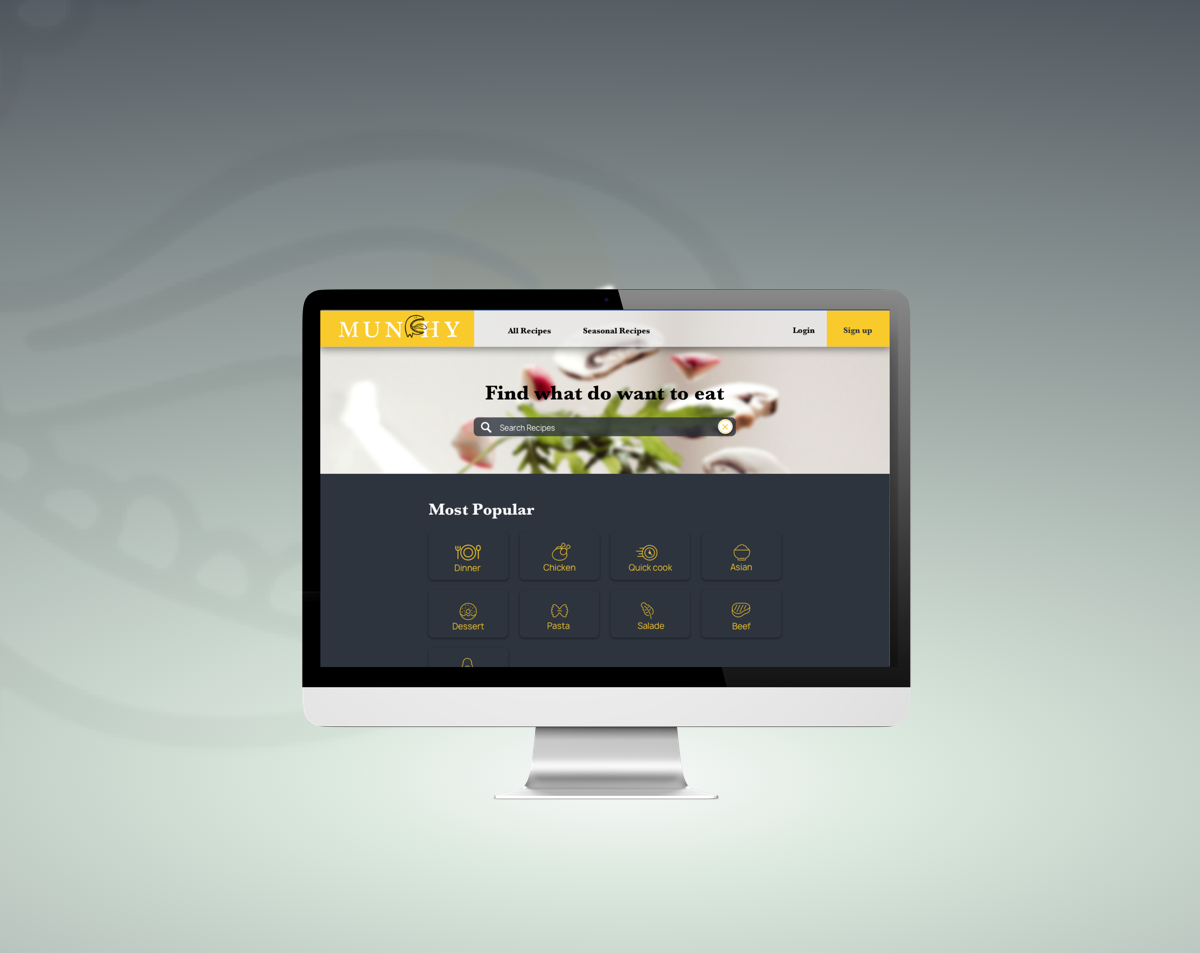 MUNCHY
All Recipes
Seasonal Recipes
Login
Sign up
Find what do want to eat
Search Recipes
Most Popular
Dinner
Chicken
Quick cook
Asian
Dessert
Pasta
Salade
Beef